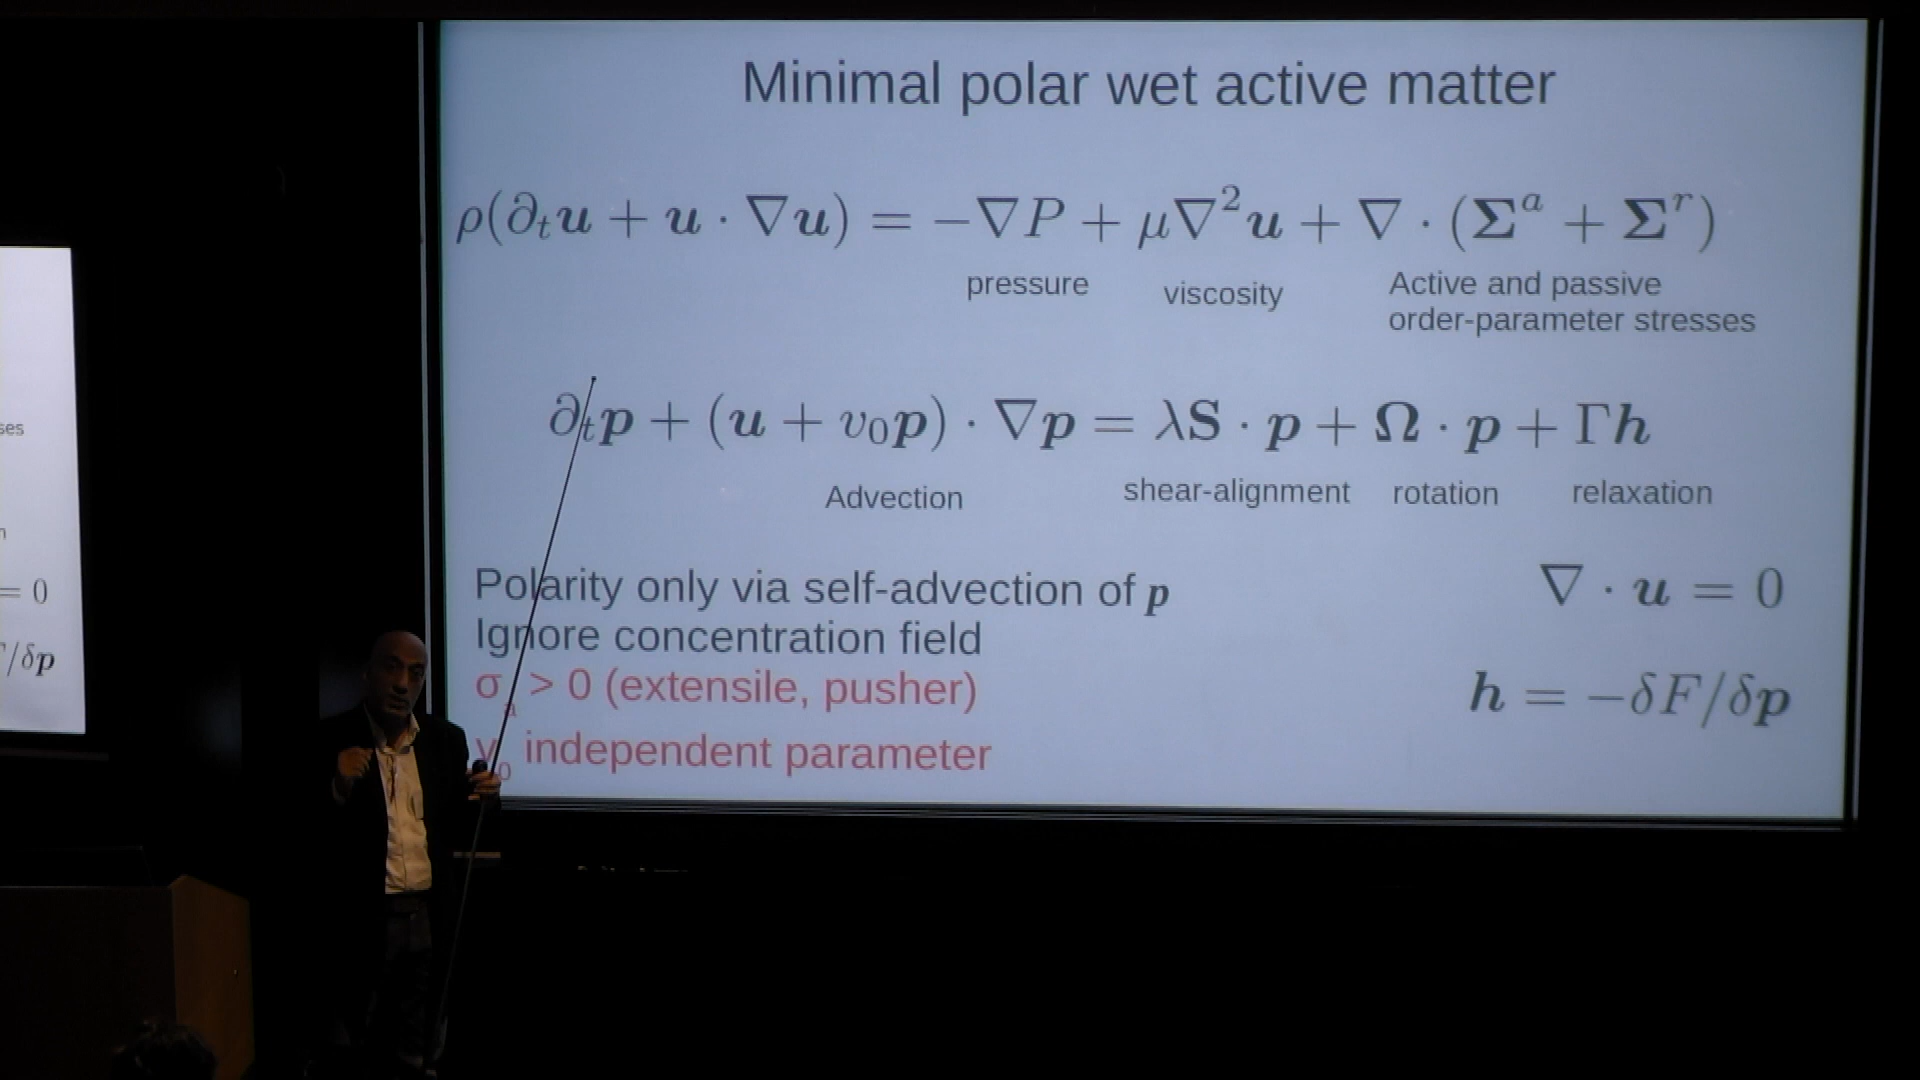 Minimal polar wet active matter
ρ(∂ₜu + u · ∇u) = −∇P + μ∇²u + ∇ · (Σᵃ + Σʳ)
pressure
viscosity
Active and passive
order-parameter stresses
∂ₜp + (u + v₀p) · ∇p = λS · p + Ω · p + Γh
Advection
shear-alignment
rotation
relaxation
Polarity only via self-advection of p
Ignore concentration field
σₐ > 0 (extensile, pusher)
v₀ independent parameter
∇ · u = 0
h = −δF/δp
= 0
/δp